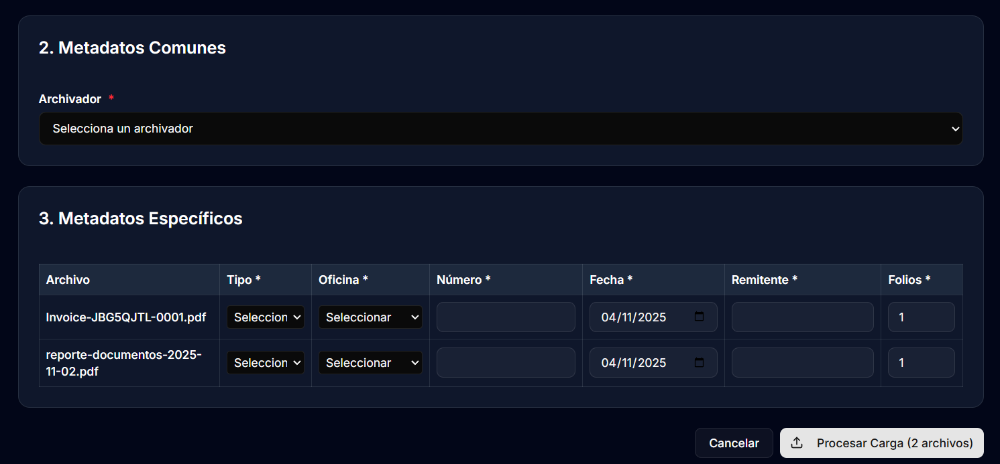 2. Metadatos Comunes
Archivador *
Selecciona un archivador
3. Metadatos Específicos
Archivo Tipo * Oficina * Número * Fecha * Remitente * Folios *
Invoice-JBG5QJTL-0001.pdf Seleccion Seleccionar 04/11/2025 1
reporte-documentos-2025-
11-02.pdf Seleccion Seleccionar 04/11/2025 1
Cancelar Procesar Carga (2 archivos)